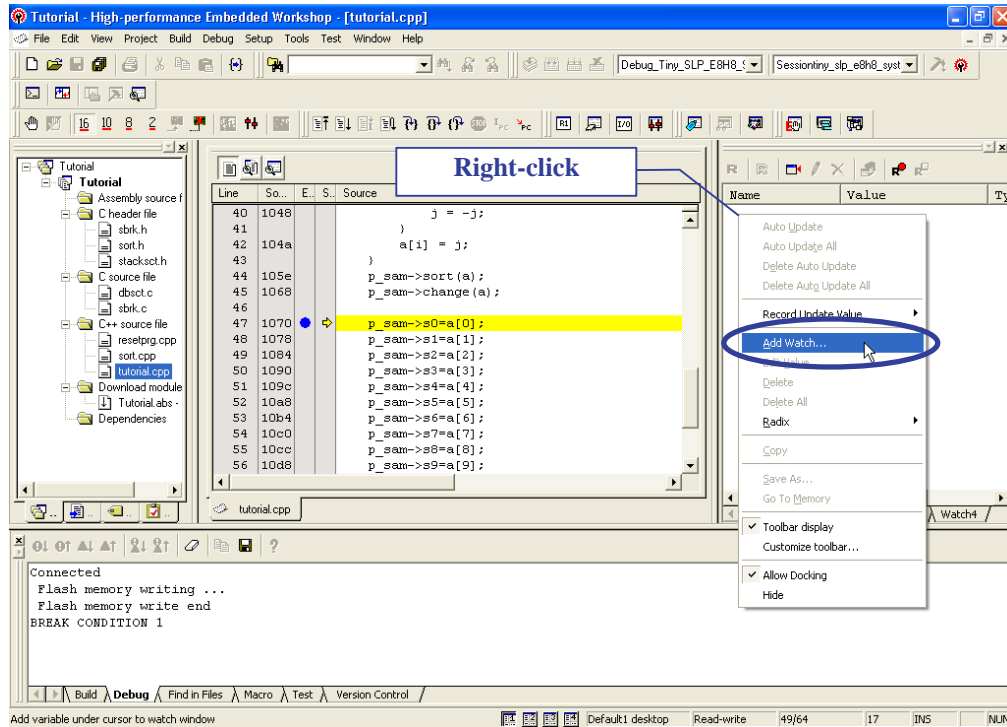 Tutorial - High-performance Embedded Workshop - [tutorial.cpp]
File Edit View Project Build Debug Setup Tools Test Window Help
Debug_Tiny_SLP_E8H8_ Sessiontiny_slp_e8h8_syst
16 10 8 2
R1 I/O
Right-click
Tutorial
Tutorial
Assembly source f
C header file
sbrk.h
sort.h
stacksct.h
C source file
dbsct.c
sbrk.c
C++ source file
resetprg.cpp
sort.cpp
tutorial.cpp
Download module
Tutorial.abs -
Dependencies
Line So... E.. S.. Source
40 1048 j = -j;
41 }
42 104a a[i] = j;
43 }
44 105e p_sam->sort(a);
45 1068 p_sam->change(a);
46
47 1070 p_sam->s0=a[0];
48 1078 p_sam->s1=a[1];
49 1084 p_sam->s2=a[2];
50 1090 p_sam->s3=a[3];
51 109c p_sam->s4=a[4];
52 10a8 p_sam->s5=a[5];
53 10b4 p_sam->s6=a[6];
54 10c0 p_sam->s7=a[7];
55 10cc p_sam->s8=a[8];
56 10d8 p_sam->s9=a[9];
tutorial.cpp
Name Value Ty
Auto Update
Auto Update All
Delete Auto Update
Delete Auto Update All
Record Update Value
Add Watch...
Edit Value
Delete
Delete All
Radix
Copy
Save As...
Go To Memory
Toolbar display
Customize toolbar...
Allow Docking
Hide
Watch4
Connected
Flash memory writing ...
Flash memory write end
BREAK CONDITION 1
Build Debug Find in Files Macro Test Version Control
Add variable under cursor to watch window Default1 desktop Read-write 49/64 17 INS NUM